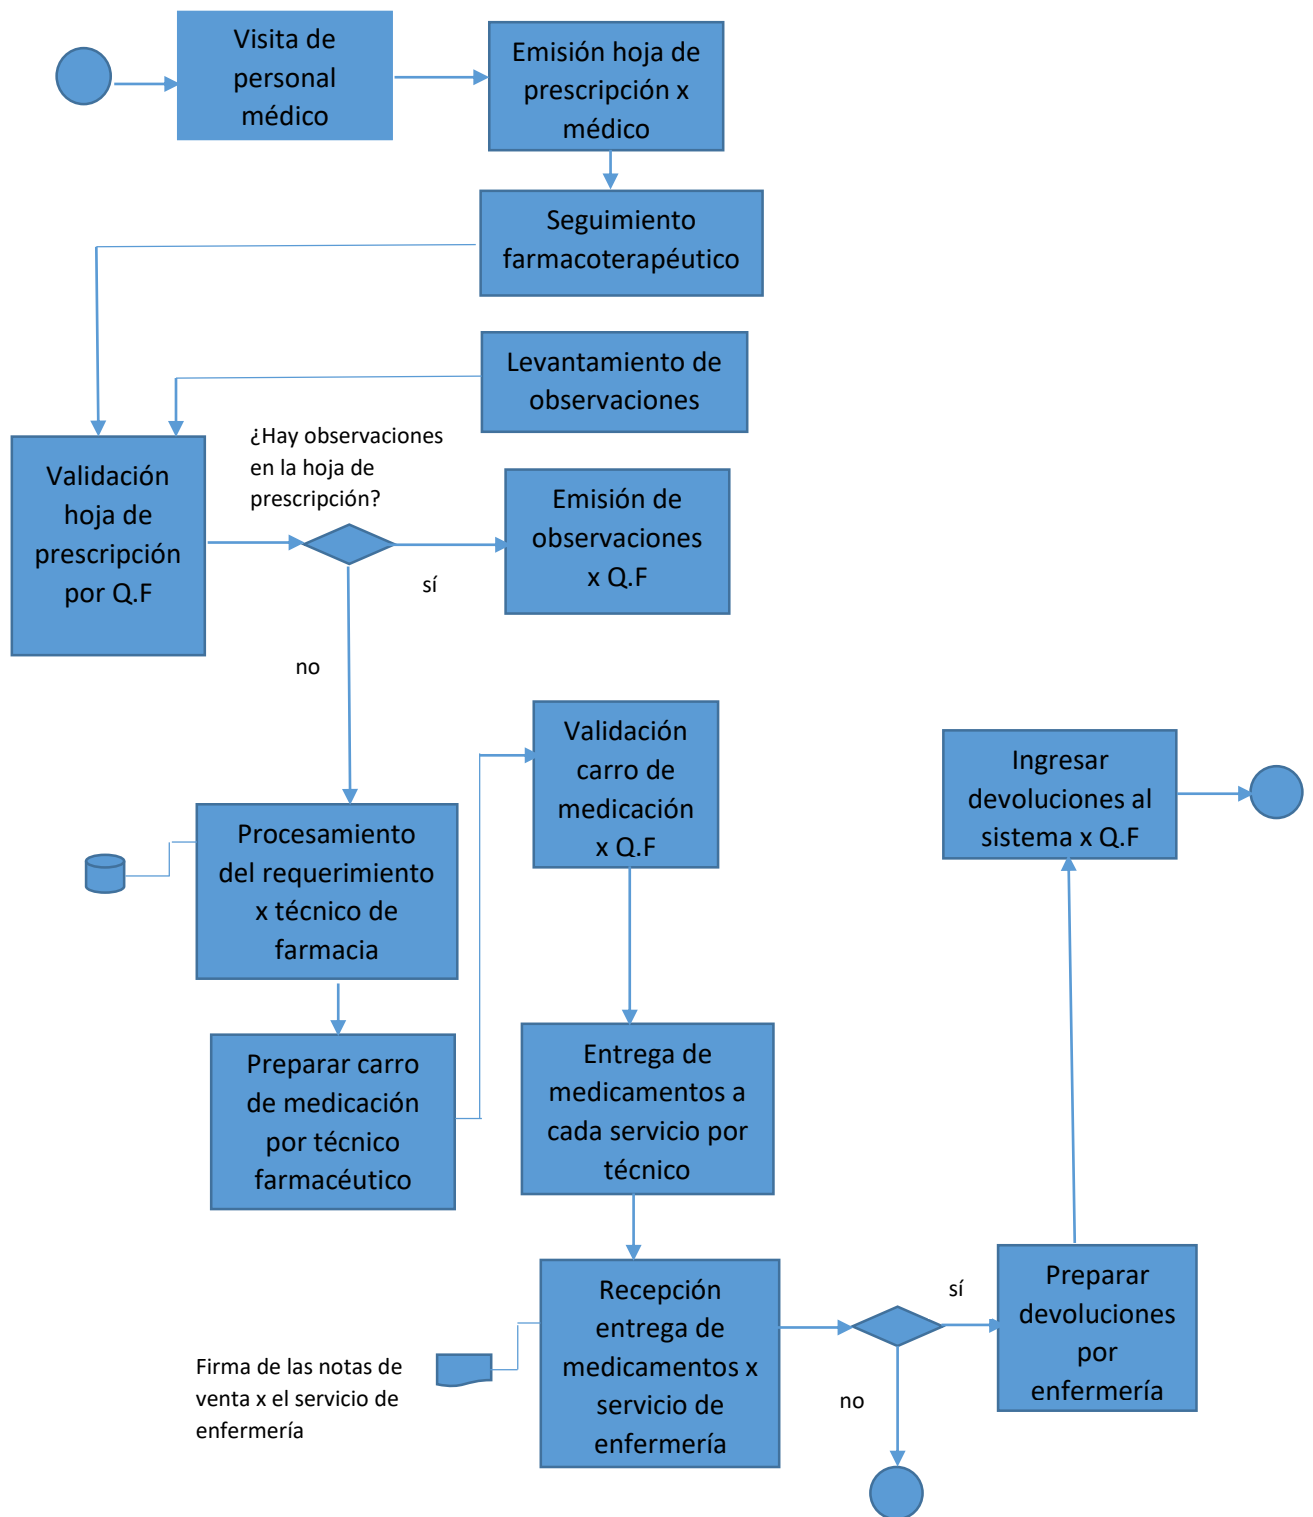 Visita de
personal
médico
Emisión hoja de
prescripción x
médico
Seguimiento
farmacoterapéutico
Levantamiento de
observaciones
¿Hay observaciones
en la hoja de
prescripción?
Validación
hoja de
prescripción
por Q.F
Emisión de
observaciones
x Q.F
sí
no
Validación
carro de
medicación
x Q.F
Ingresar
devoluciones al
sistema x Q.F
Procesamiento
del requerimiento
x técnico de
farmacia
Preparar carro
de medicación
por técnico
farmacéutico
Entrega de
medicamentos a
cada servicio por
técnico
Recepción
entrega de
medicamentos x
servicio de
enfermería
sí
Preparar
devoluciones
por
enfermería
Firma de las notas de
venta x el servicio de
enfermería
no